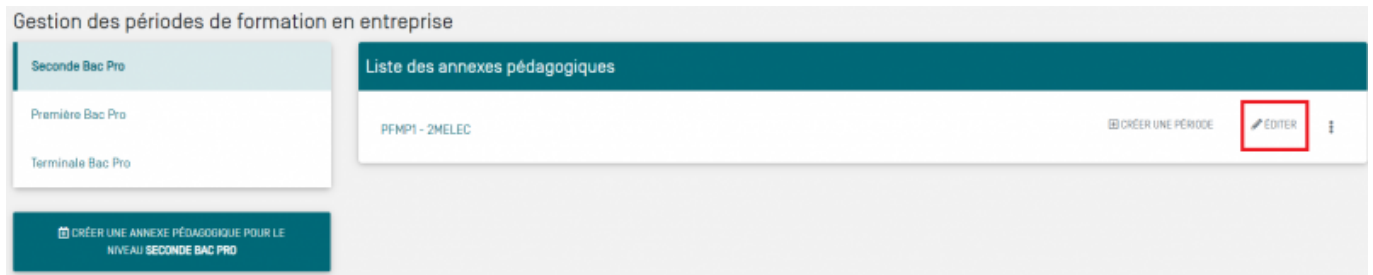 Gestion des périodes de formation en entreprise
Seconde Bac Pro
Première Bac Pro
Terminale Bac Pro
CRÉER UNE ANNEXE PÉDAGOGIQUE POUR LE
NIVEAU SECONDE BAC PRO
Liste des annexes pédagogiques
PFMP1 - 2MELEC
CRÉER UNE PÉRIODE
ÉDITER